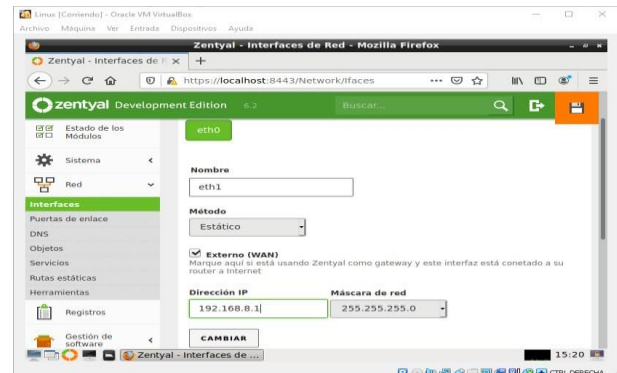 Linux [Corriendo] - Oracle VM VirtualBox
Archivo Máquina Ver Entrada Dispositivos Ayuda
Zentyal - Interfaces de Red - Mozilla Firefox
Zentyal - Interfaces de R
https://localhost:8443/Network/Ifaces
zentyal Development Edition 6.2
Buscar...
Estado de los
Módulos
Sistema
Red
Interfaces
Puertas de enlace
DNS
Objetos
Servicios
Rutas estáticas
Herramientas
Registros
Gestión de
software
eth0
Nombre
eth1
Método
Estático
Externo (WAN)
Marque aquí si está usando Zentyal como gateway y este interfaz está conetado a su
router a Internet
Dirección IP Máscara de red
192.168.8.1 255.255.255.0
CAMBIAR
Zentyal - Interfaces de ...
15:20
CTRL DERECHA